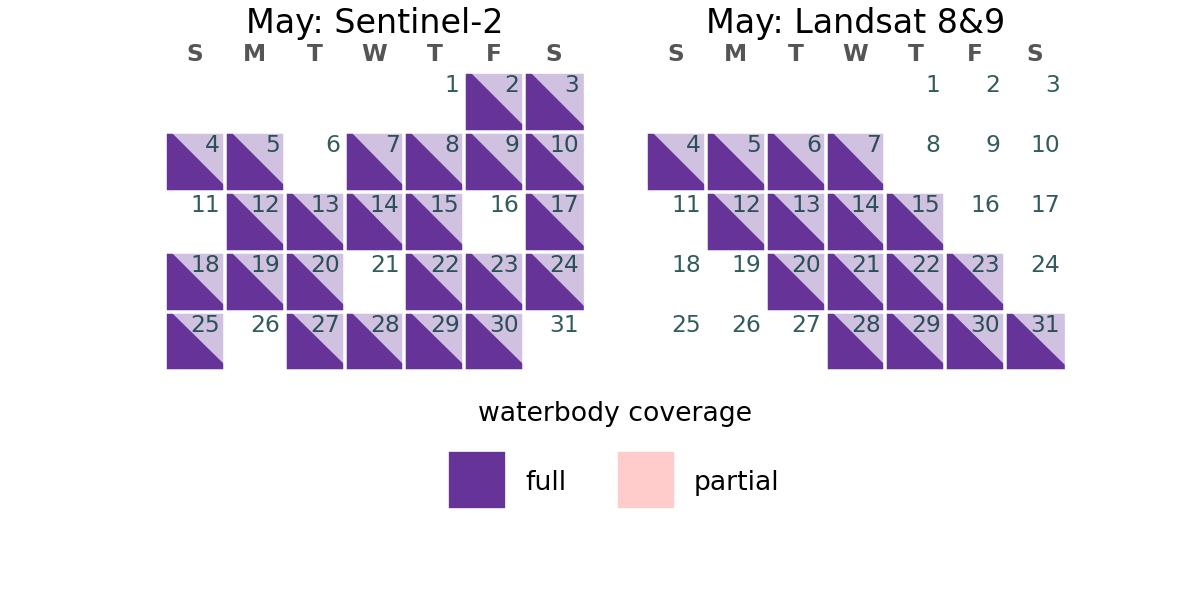 May: Sentinel-2
S M T W T F S
1 2 3
4 5 6 7 8 9 10
11 12 13 14 15 16 17
18 19 20 21 22 23 24
25 26 27 28 29 30 31
May: Landsat 8&9
S M T W T F S
1 2 3
4 5 6 7 8 9 10
11 12 13 14 15 16 17
18 19 20 21 22 23 24
25 26 27 28 29 30 31
waterbody coverage
full partial